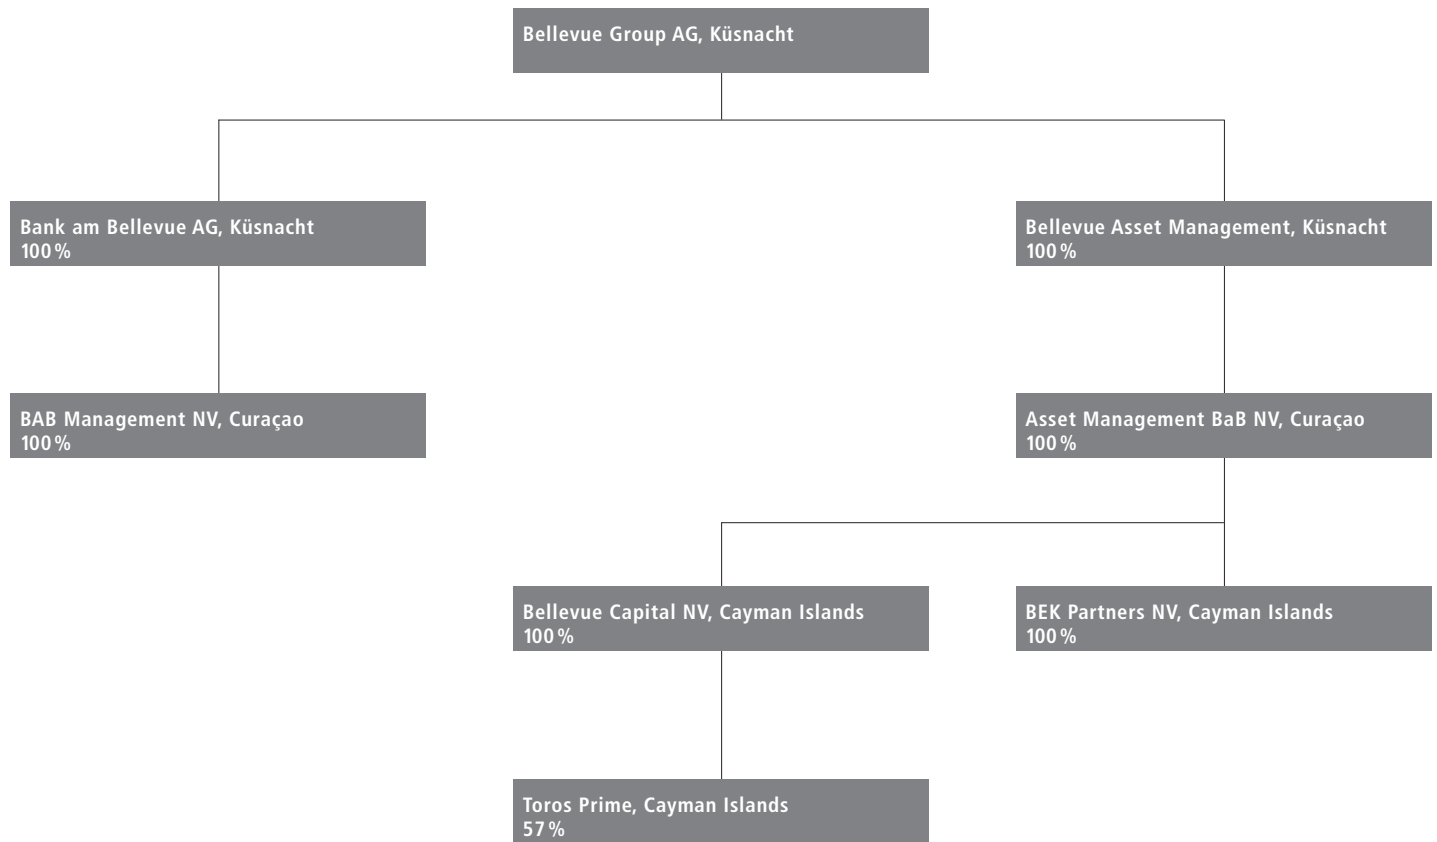 Bellevue Group AG, Küsnacht
Bank am Bellevue AG, Küsnacht
100 %
Bellevue Asset Management, Küsnacht
100 %
BAB Management NV, Curaçao
100 %
Asset Management BaB NV, Curaçao
100 %
Bellevue Capital NV, Cayman Islands
100 %
BEK Partners NV, Cayman Islands
100 %
Toros Prime, Cayman Islands
57 %